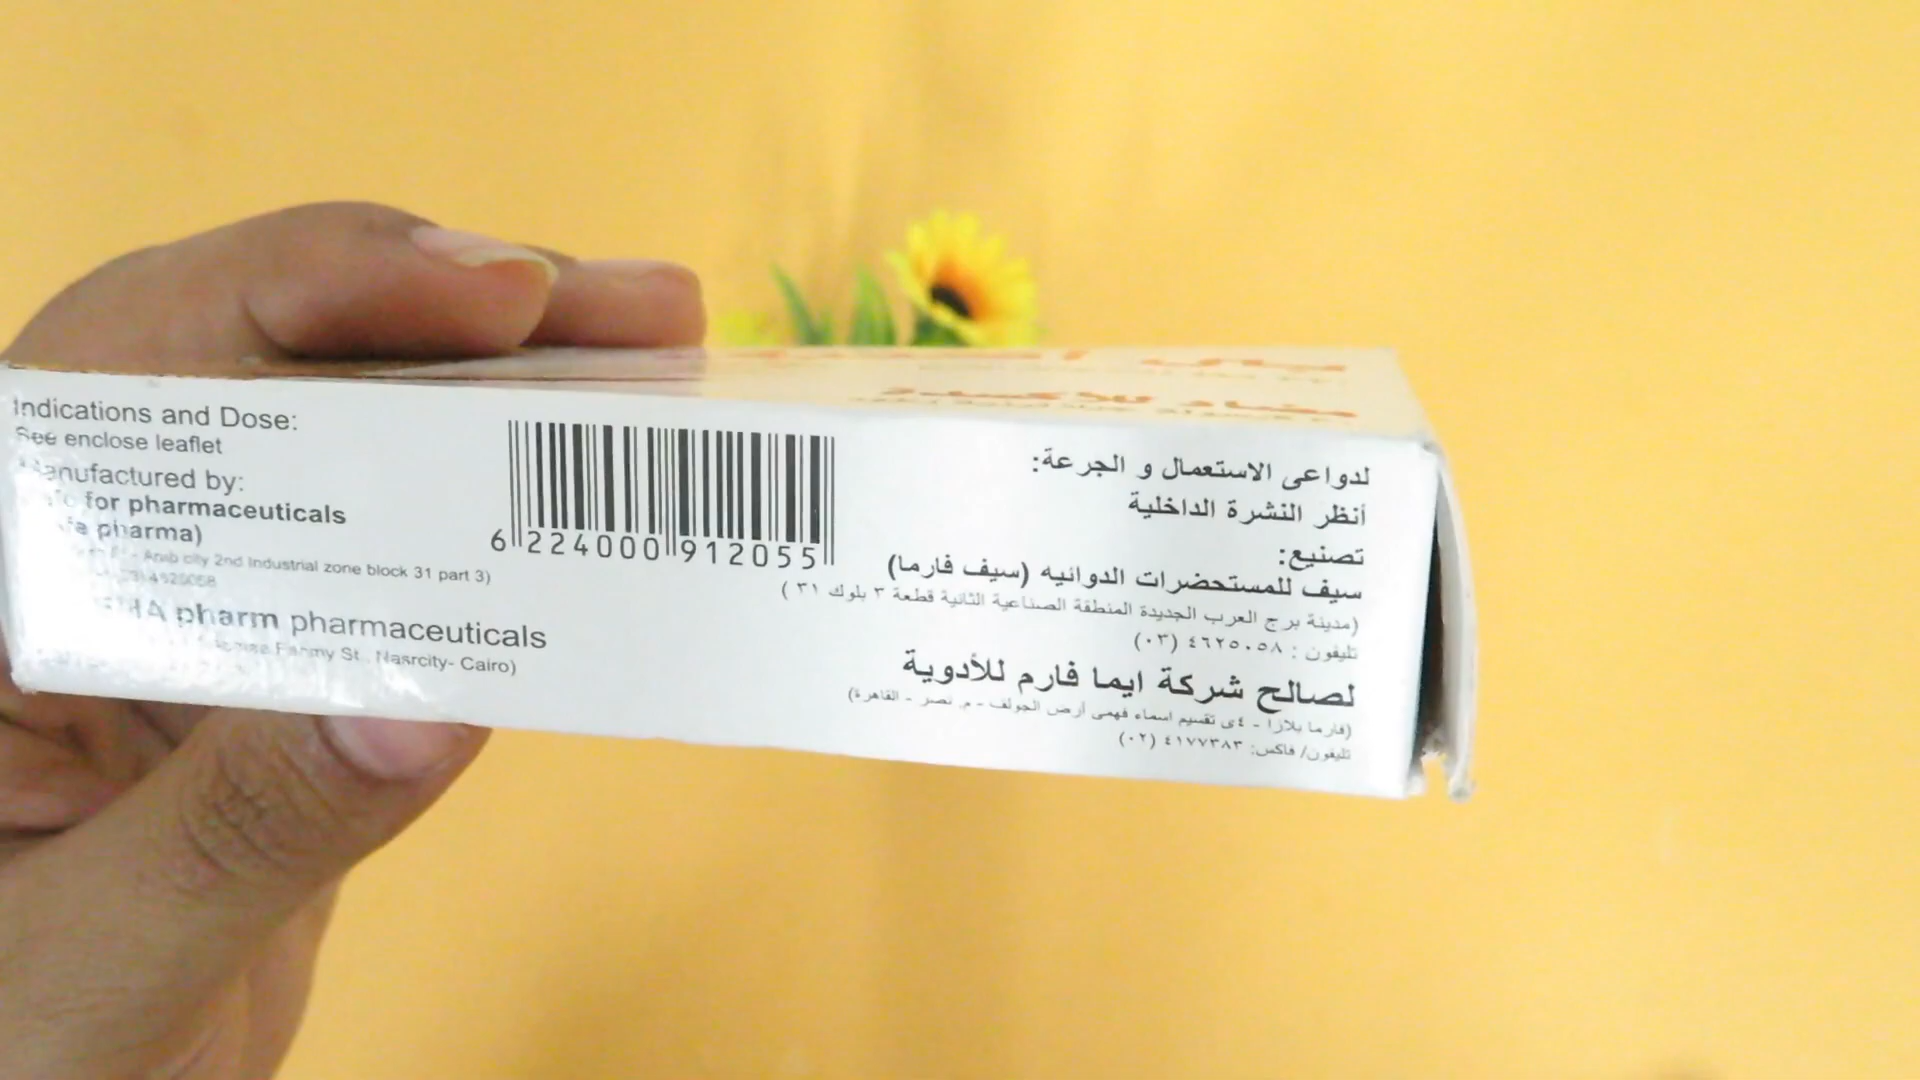 Indications and Dose:
See enclose leaflet
Manufactured by:
for pharmaceuticals
pharma)
Arab city 2nd Industrial zone block 31 part 3)
pharm pharmaceuticals
St., Nasrcity- Cairo)
6 224000 912055
مضاد للأكسدة
لدواعى الاستعمال و الجرعة:
أنظر النشرة الداخلية
تصنيع:
سيف للمستحضرات الدوائيه (سيف فارما)
(مدينة برج العرب الجديدة المنطقة الصناعية الثانية قطعة ٣ بلوك ٣١ )
تليفون : ٤٦٢٥٠٥٨ (٠٣)
لصالح شركة ايما فارم للأدوية
(فارما بلازا - ٤ى تقسيم اسماء فهمى أرض الجولف - م. نصر - القاهرة)
تليفون/ فاكس: ٤١٧٧٣٨٣ (٠٢)